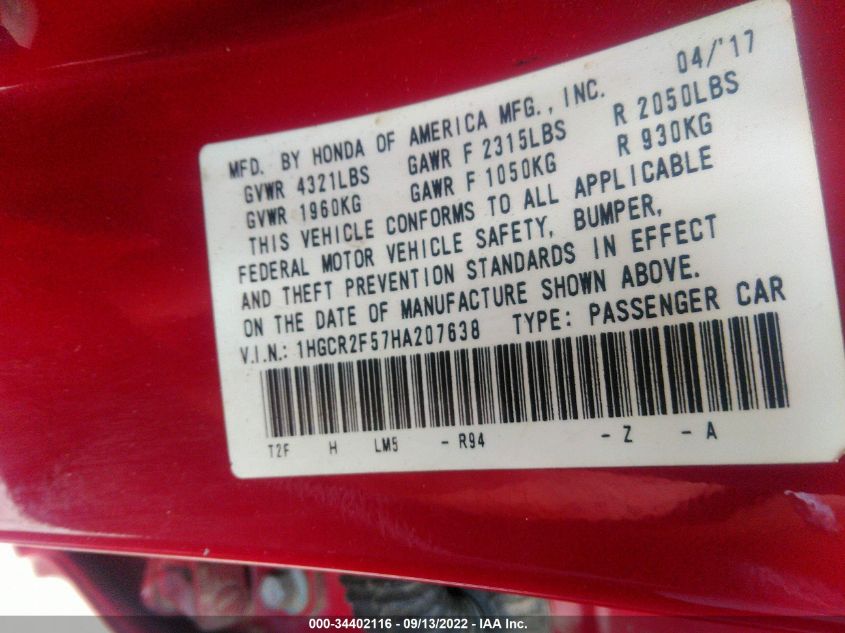 04/'17
MFD. BY HONDA OF AMERICA MFG., INC.
GVWR 4321LBS GAWR F 2315LBS R 2050LBS
GVWR 1960KG GAWR F 1050KG R 930KG
THIS VEHICLE CONFORMS TO ALL APPLICABLE
FEDERAL MOTOR VEHICLE SAFETY, BUMPER,
AND THEFT PREVENTION STANDARDS IN EFFECT
ON THE DATE OF MANUFACTURE SHOWN ABOVE.
V.I.N.: 1HGCR2F57HA207638 TYPE: PASSENGER CAR
T2F H LM5 - R94 - Z - A
000-34402116 - 09/13/2022 - IAA Inc.